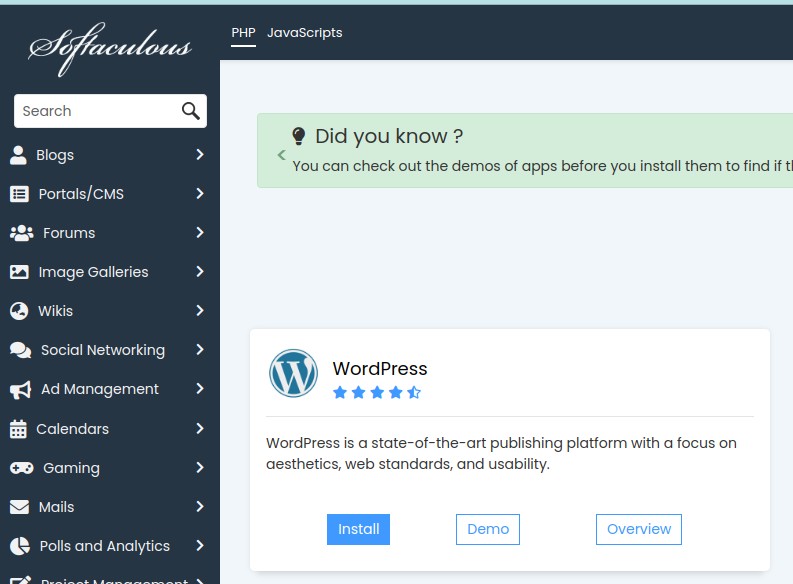 Softaculous
PHP JavaScripts
Search
Blogs
Portals/CMS
Forums
Image Galleries
Wikis
Social Networking
Ad Management
Calendars
Gaming
Mails
Polls and Analytics
Project Management
Did you know ?
You can check out the demos of apps before you install them to find if
WordPress
WordPress is a state-of-the-art publishing platform with a focus on
aesthetics, web standards, and usability.
Install Demo Overview